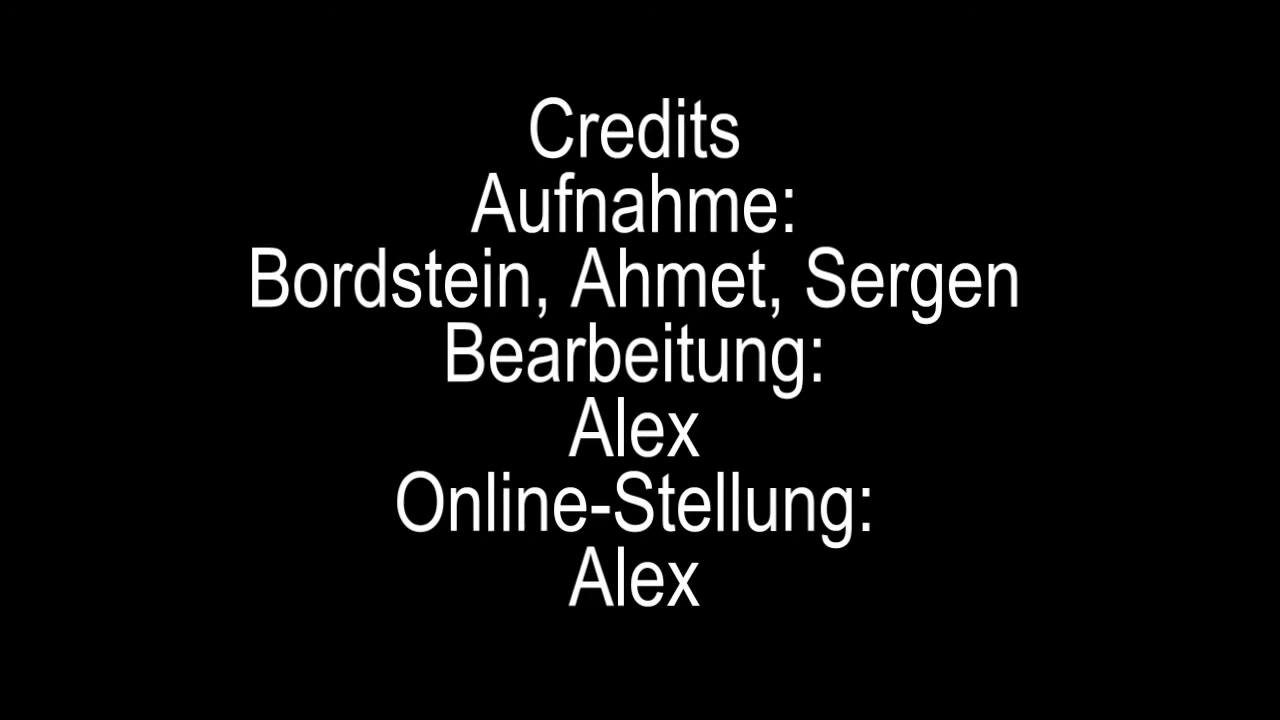 Credits
Aufnahme:
Bordstein, Ahmet, Sergen
Bearbeitung:
Alex
Online-Stellung:
Alex